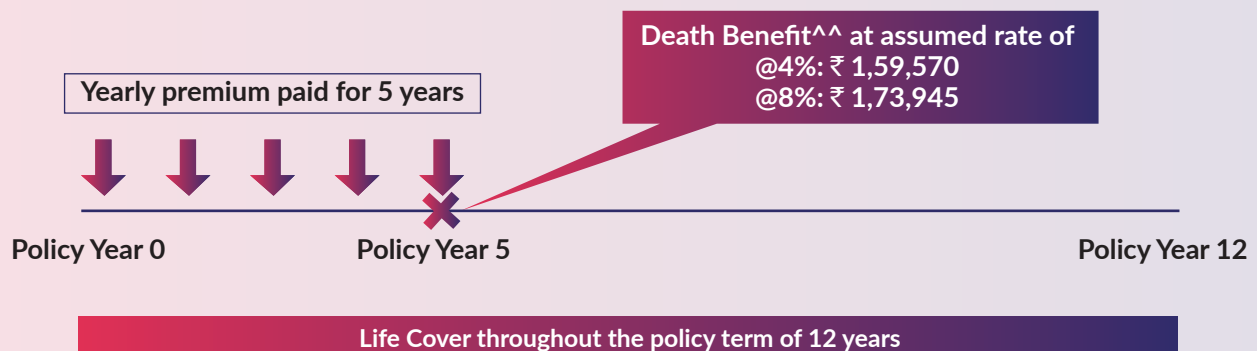 Death Benefit^^ at assumed rate of
@4%: ₹ 1,59,570
@8%: ₹ 1,73,945
Yearly premium paid for 5 years
Policy Year 0
Policy Year 5
Policy Year 12
Life Cover throughout the policy term of 12 years